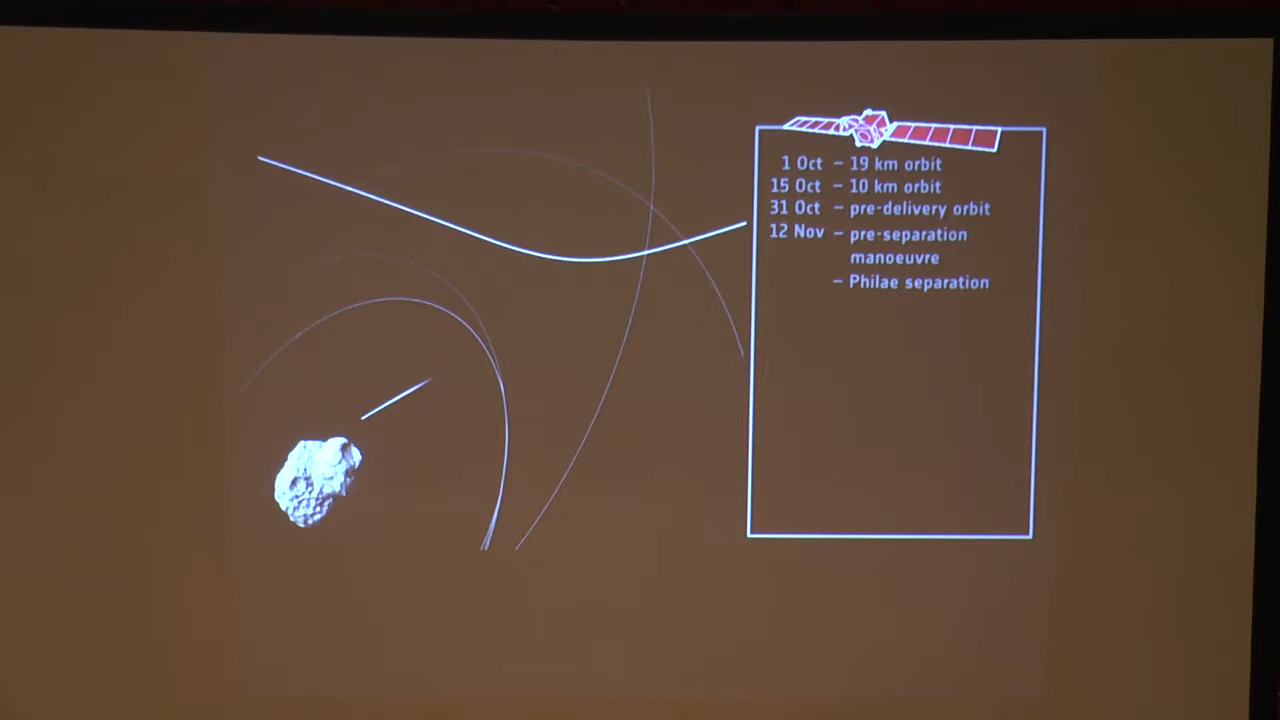 1 Oct – 19 km orbit
15 Oct – 10 km orbit
31 Oct – pre-delivery orbit
12 Nov – pre-separation
manoeuvre
– Philae separation